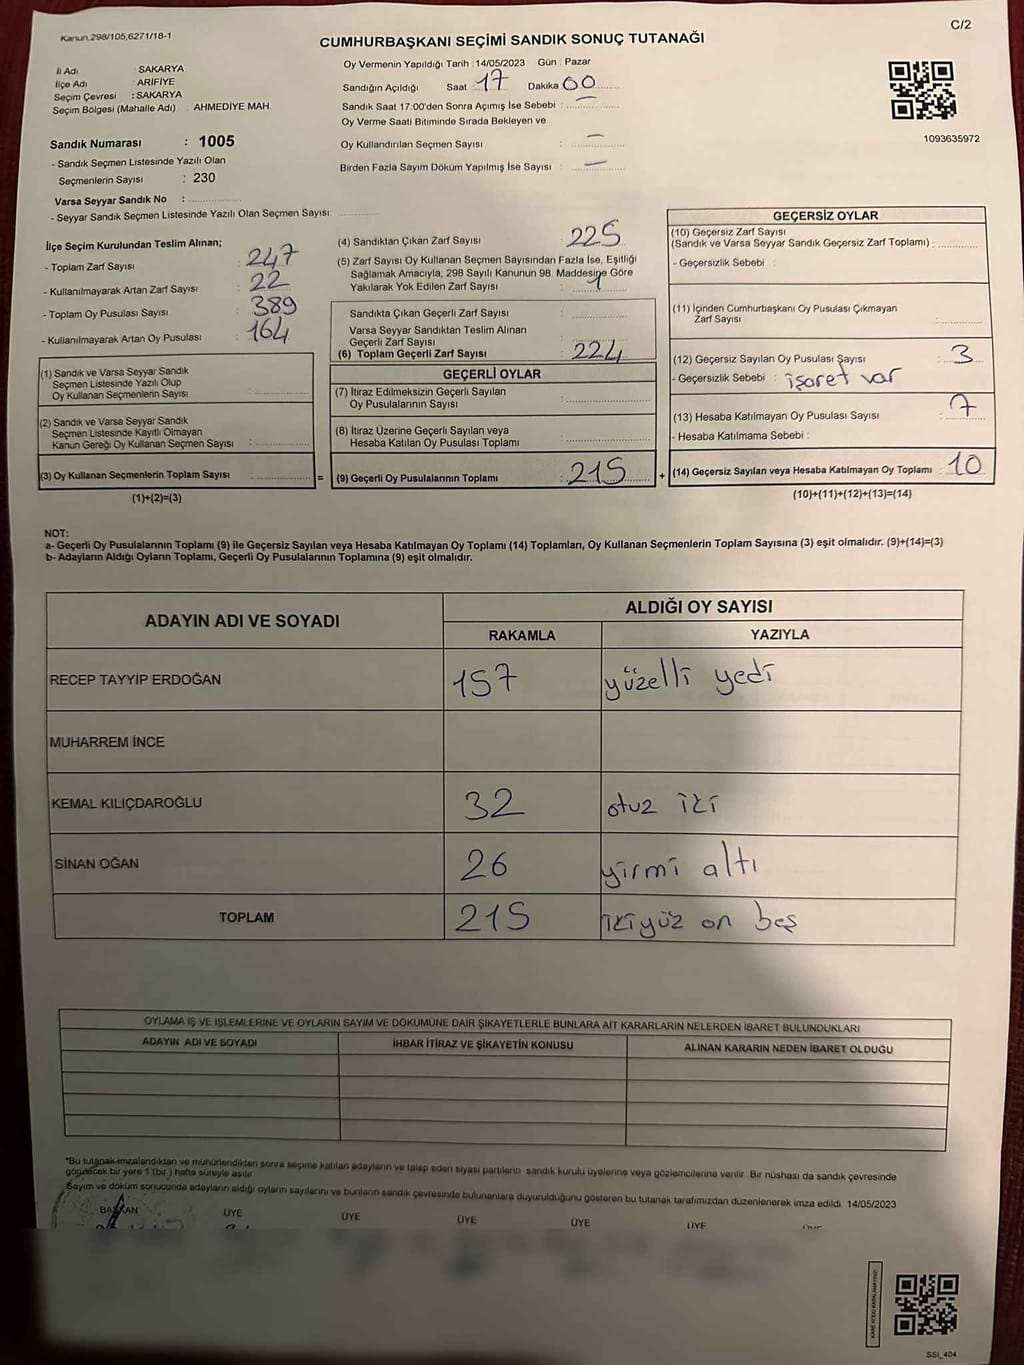 Kanun.298/105,6271/18-1
C/2
CUMHURBAŞKANI SEÇİMİ SANDIK SONUÇ TUTANAĞI
İl Adı SAKARYA
İlçe Adı : ARİFİYE
Seçim Çevresi : SAKARYA
Seçim Bölgesi (Mahalle Adı) : AHMEDİYE MAH.
Oy Vermenin Yapıldığı Tarih : 14/05/2023 Gün : Pazar
Sandığın Açıldığı Saat : 17 Dakika 00
Sandık Saat 17:00'den Sonra Açımış İse Sebebi :
Oy Verme Saati Bitiminde Sırada Bekleyen ve
Oy Kullandırılan Seçmen Sayısı : —
Birden Fazla Sayım Döküm Yapılmış İse Sayısı : —
1093635972
Sandık Numarası : 1005
- Sandık Seçmen Listesinde Yazılı Olan
Seçmenlerin Sayısı : 230
Varsa Seyyar Sandık No :
- Seyyar Sandık Seçmen Listesinde Yazılı Olan Seçmen Sayısı:
İlçe Seçim Kurulundan Teslim Alınan;
- Toplam Zarf Sayısı : 247
- Kullanılmayarak Artan Zarf Sayısı : 22
- Toplam Oy Pusulası Sayısı : 389
- Kullanılmayarak Artan Oy Pusulası : 164
(1) Sandık ve Varsa Seyyar Sandık
Seçmen Listesinde Yazılı Olup
Oy Kullanan Seçmenlerin Sayısı :
(2) Sandık ve Varsa Seyyar Sandık
Seçmen Listesinde Kayıtlı Olmayan
Kanun Gereği Oy Kullanan Seçmen Sayısı :
(3) Oy Kullanan Seçmenlerin Toplam Sayısı : =
(1)+(2)=(3)
(4) Sandıktan Çıkan Zarf Sayısı : 225
(5) Zarf Sayısı Oy Kullanan Seçmen Sayısından Fazla İse, Eşitliği
Sağlamak Amacıyla; 298 Sayılı Kanunun 98. Maddesine Göre
Yakılarak Yok Edilen Zarf Sayısı : 1
Sandıkta Çıkan Geçerli Zarf Sayısı :
Varsa Seyyar Sandıktan Teslim Alınan
Geçerli Zarf Sayısı :
(6) Toplam Geçerli Zarf Sayısı : 224
GEÇERLİ OYLAR
(7) İtiraz Edilmeksizin Geçerli Sayılan
Oy Pusulalarının Sayısı :
(8) İtiraz Üzerine Geçerli Sayılan veya
Hesaba Katılan Oy Pusulası Toplamı :
(9) Geçerli Oy Pusulalarının Toplamı : 215 +
GEÇERSİZ OYLAR
(10) Geçersiz Zarf Sayısı
(Sandık ve Varsa Seyyar Sandık Geçersiz Zarf Toplamı) :
- Geçersizlik Sebebi :
(11) İçinden Cumhurbaşkanı Oy Pusulası Çıkmayan
Zarf Sayısı :
(12) Geçersiz Sayılan Oy Pusulası Sayısı : 3
- Geçersizlik Sebebi : işaret var
(13) Hesaba Katılmayan Oy Pusulası Sayısı : 7
- Hesaba Katılmama Sebebi :
(14) Geçersiz Sayılan veya Hesaba Katılmayan Oy Toplamı : 10
(10)+(11)+(12)+(13)=(14)
NOT:
a- Geçerli Oy Pusulalarının Toplamı (9) ile Geçersiz Sayılan veya Hesaba Katılmayan Oy Toplamı (14) Toplamları, Oy Kullanan Seçmenlerin Toplam Sayısına (3) eşit olmalıdır. (9)+(14)=(3)
b- Adayların Aldığı Oyların Toplamı, Geçerli Oy Pusulalarının Toplamına (9) eşit olmalıdır.
ADAYIN ADI VE SOYADI ALDIĞI OY SAYISI
RAKAMLA YAZIYLA
RECEP TAYYİP ERDOĞAN 157 yüzelli yedi
MUHARREM İNCE
KEMAL KILIÇDAROĞLU 32 otuz iki
SİNAN OĞAN 26 yirmi altı
TOPLAM 215 ikiyüz on beş
OYLAMA İŞ VE İŞLEMLERİNE VE OYLARIN SAYIM VE DÖKÜMÜNE DAİR ŞİKAYETLERLE BUNLARA AİT KARARLARIN NELERDEN İBARET BULUNDUKLARI
ADAYIN ADI VE SOYADI İHBAR İTİRAZ VE ŞİKAYETİN KONUSU ALINAN KARARIN NEDEN İBARET OLDUĞU
*Bu tutanak imzalandıktan ve mühürlendikten sonra seçime katılan adayların ve talep eden siyasi partilerin sandık kurulu üyelerine veya gözlemcilerine verilir. Bir nüshası da sandık çevresinde
görülecek bir yere 1 (bir) hafta süreyle asılır.
Sayım ve döküm sonucunda adayların aldığı oyların sayılarını ve bunların sandık çevresinde bulunanlara duyurulduğunu gösteren bu tutanak tarafımızdan düzenlenerek imza edildi. 14/05/2023
BAŞKAN ÜYE ÜYE ÜYE ÜYE ÜYE
SSI_404